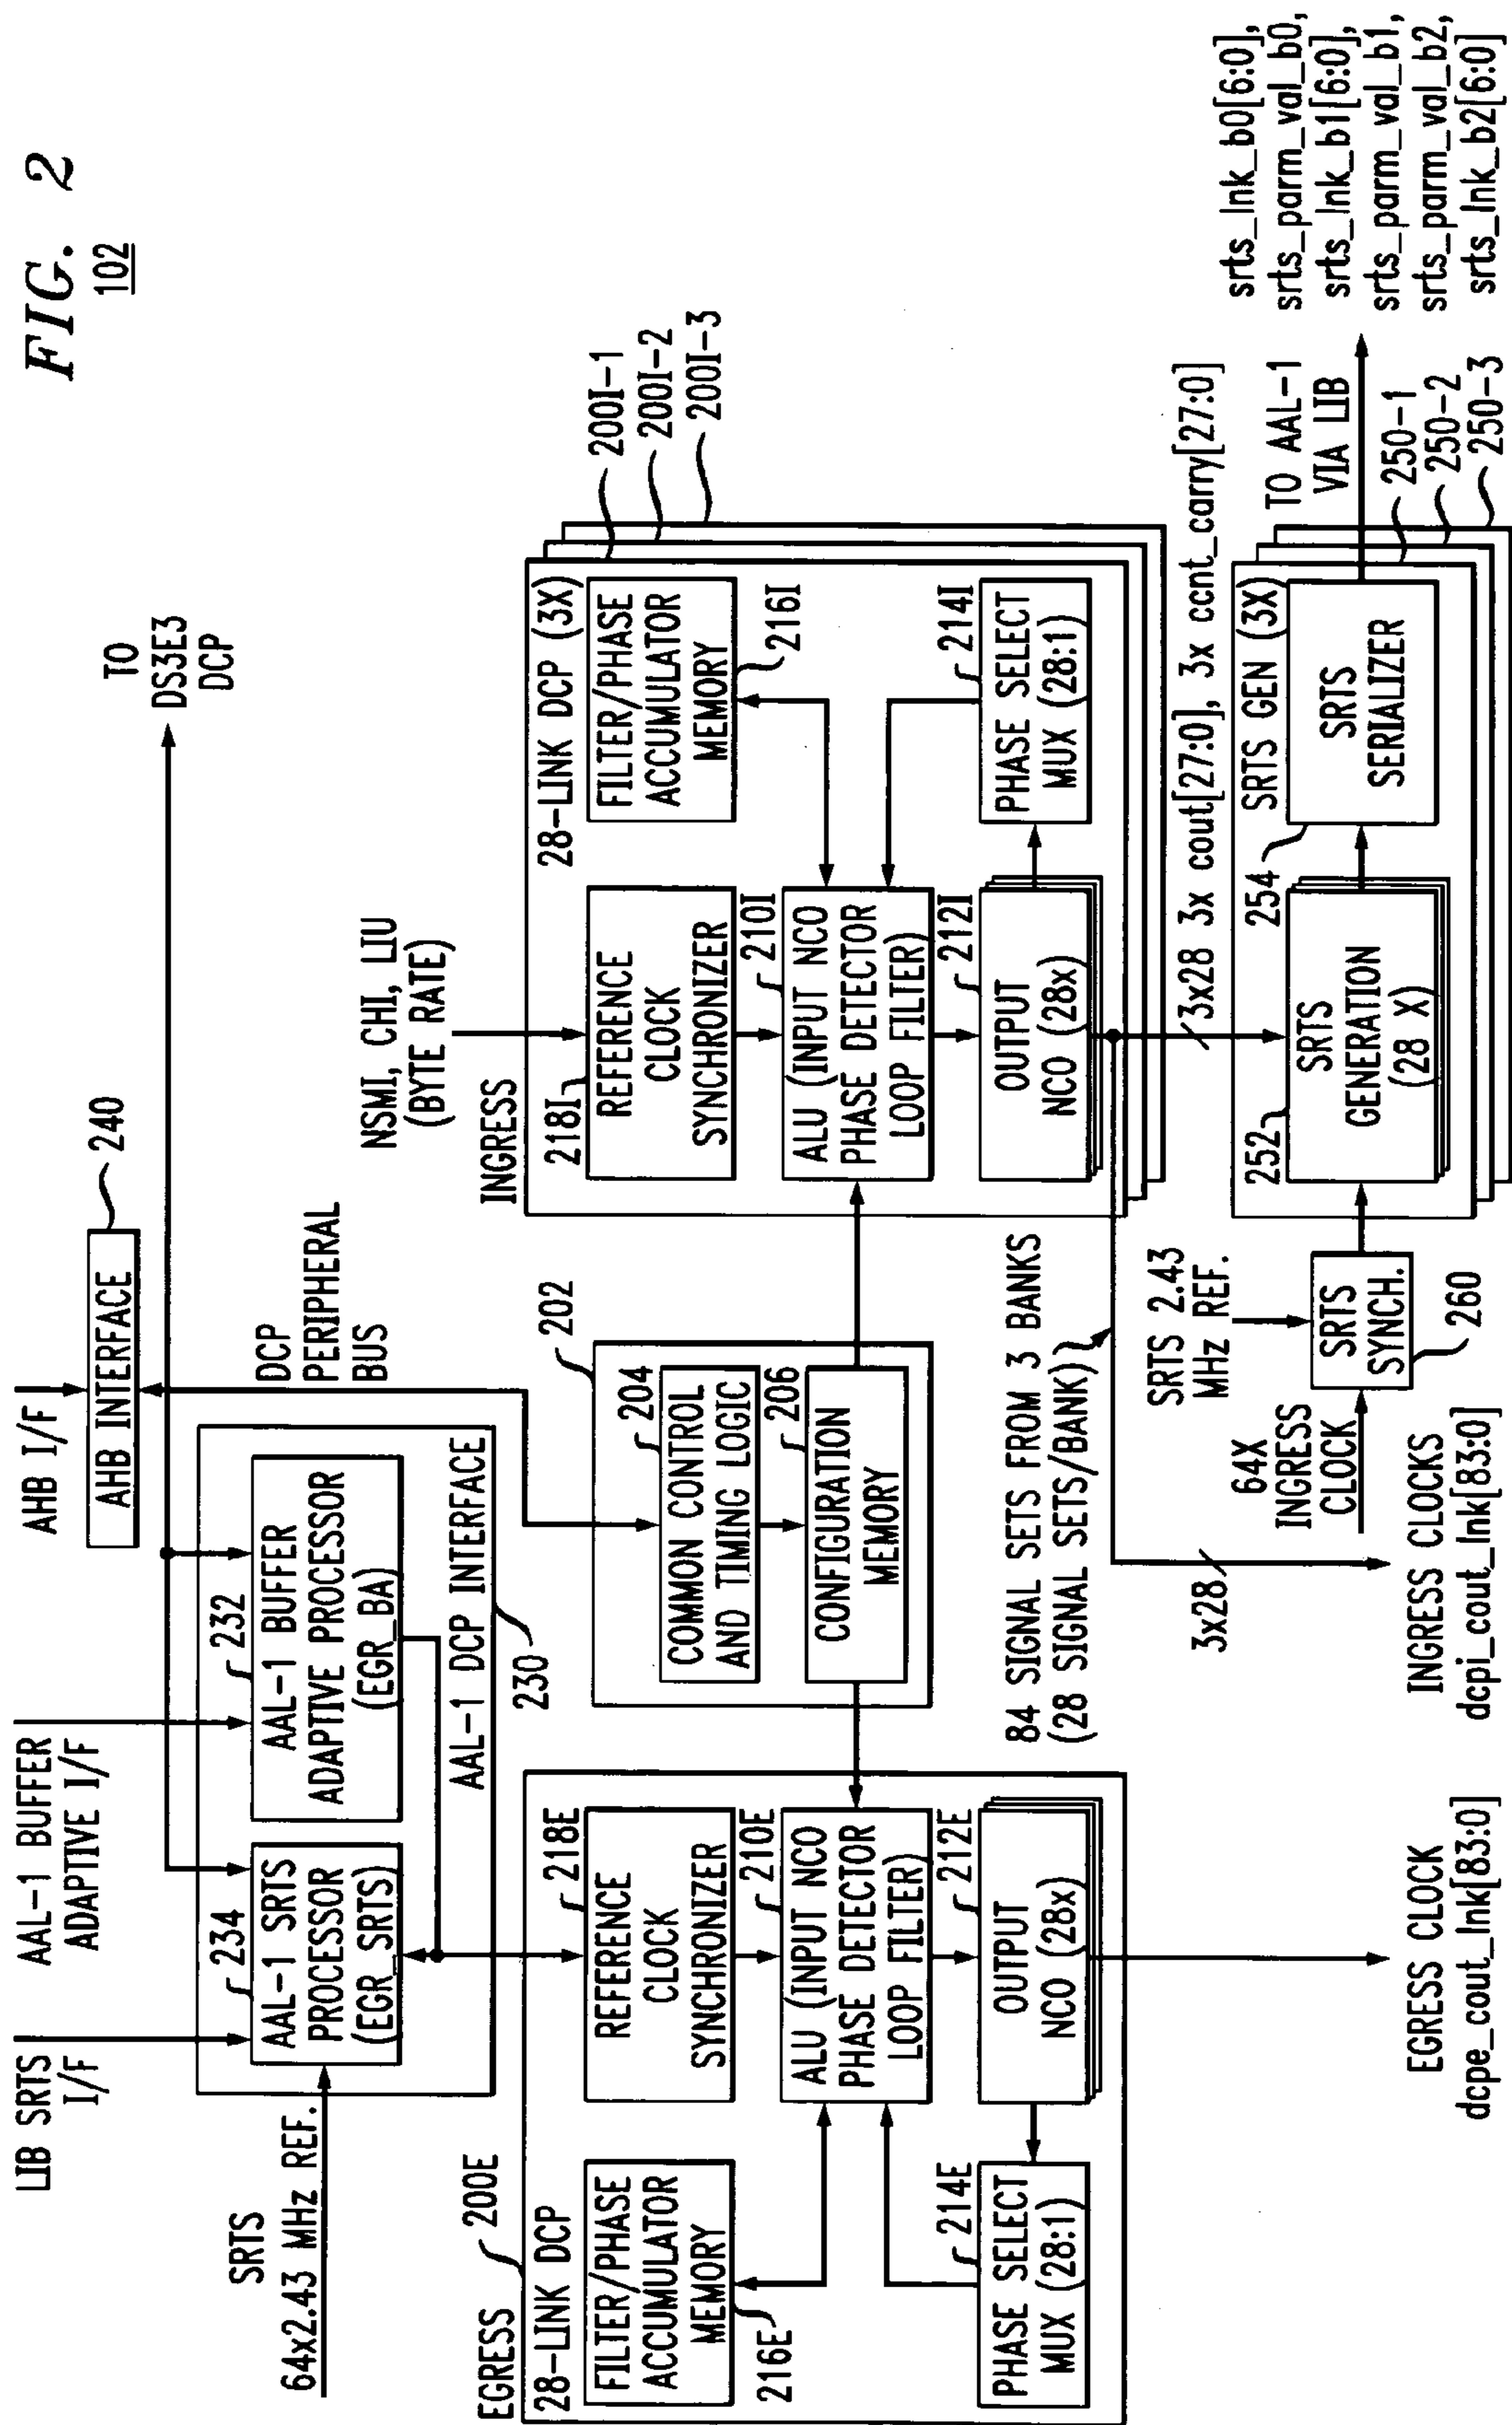 FIG. 2
102
LIB SRTS
I/F
AAL-1 BUFFER
ADAPTIVE I/F
AHB I/F
AHB INTERFACE
240
TO
DS3E3
DCP
SRTS
64x2.43 MHz REF.
234
AAL-1 SRTS
PROCESSOR
(EGR_SRTS)
232
AAL-1 BUFFER
ADAPTIVE PROCESSOR
(EGR_BA)
AAL-1 DCP INTERFACE
230
DCP
PERIPHERAL
BUS
EGRESS
200E
28-LINK DCP
FILTER/PHASE
ACCUMULATOR
MEMORY
216E
218E
REFERENCE
CLOCK
SYNCHRONIZER
210E
ALU (INPUT NCO
PHASE DETECTOR
LOOP FILTER)
212E
OUTPUT
NCO (28x)
214E
PHASE SELECT
MUX (28:1)
EGRESS CLOCK
dcpe_cout_lnk[83:0]
202
204
COMMON CONTROL
AND TIMING LOGIC
206
CONFIGURATION
MEMORY
84 SIGNAL SETS FROM 3 BANKS
(28 SIGNAL SETS/BANK)
3x28
INGRESS CLOCKS
dcpi_cout_lnk[83:0]
NSMI, CHI, LIU
(BYTE RATE)
INGRESS
28-LINK DCP (3X)
200I-1
200I-2
200I-3
218I
REFERENCE
CLOCK
SYNCHRONIZER
FILTER/PHASE
ACCUMULATOR
MEMORY
216I
210I
ALU (INPUT NCO
PHASE DETECTOR
LOOP FILTER)
212I
OUTPUT
NCO (28x)
214I
PHASE SELECT
MUX (28:1)
3x28 3x cout[27:0], 3x ccnt_carry[27:0]
SRTS 2.43
MHz REF.
64X
INGRESS
CLOCK
SRTS
SYNCH.
260
SRTS GEN (3X)
252
SRTS
GENERATION
(28 X)
254
SRTS
SERIALIZER
250-1
250-2
250-3
TO AAL-1
VIA LIB
srts_lnk_b0[6:0],
srts_parm_val_b0,
srts_lnk_b1[6:0],
srts_parm_val_b1,
srts_parm_val_b2,
srts_lnk_b2[6:0]